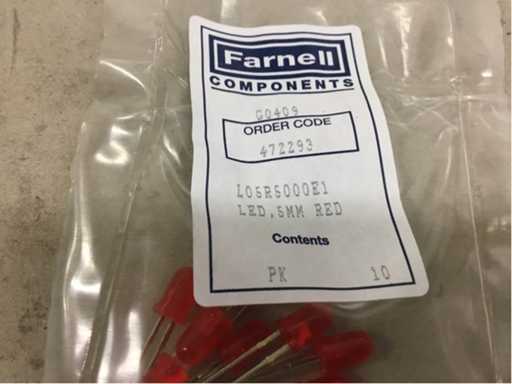 Farnell
COMPONENTS
G0409
ORDER CODE
472293
L05R5000E1
LED,5MM RED
Contents
PK 10